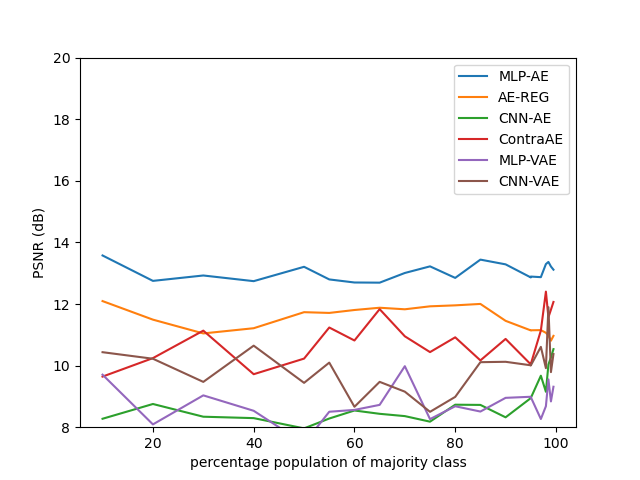 20
18
16
14
12
10
8
PSNR (dB)
MLP-AE
AE-REG
CNN-AE
ContraAE
MLP-VAE
CNN-VAE
20 40 60 80 100
percentage population of majority class